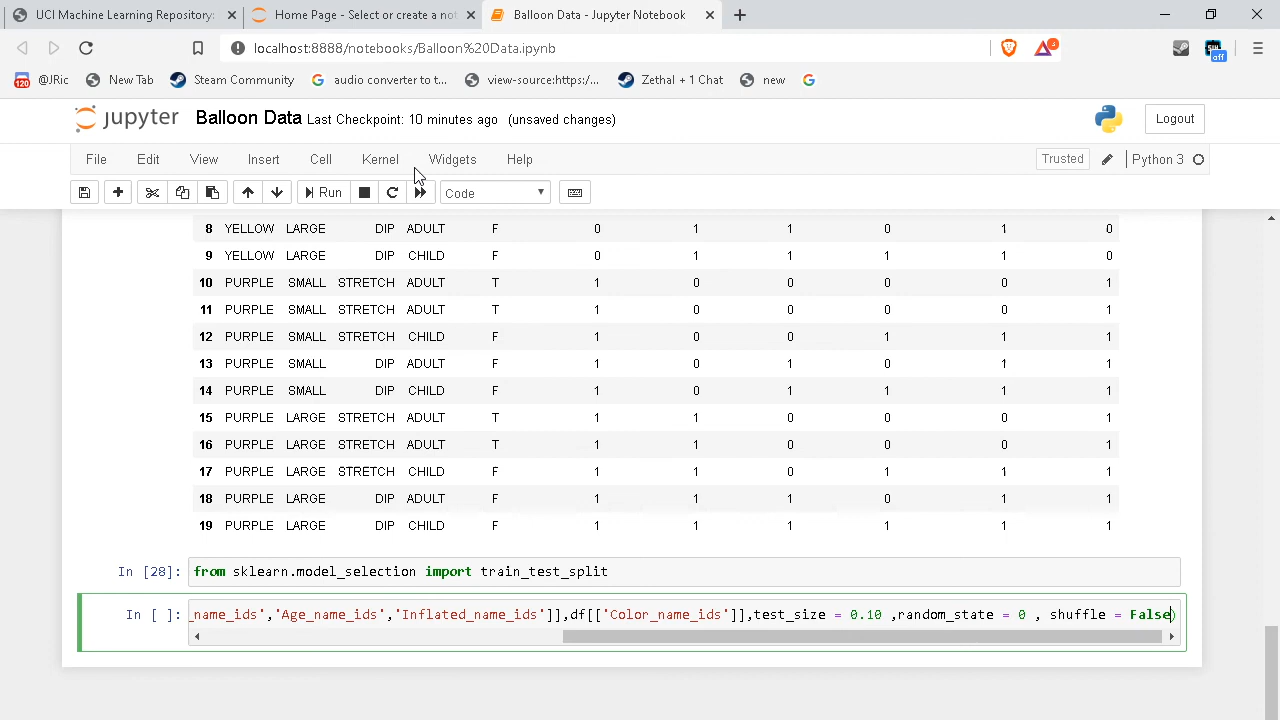 UCI Machine Learning Repository:
Home Page - Select or create a not
Balloon Data - Jupyter Notebook
localhost:8888/notebooks/Balloon%20Data.ipynb
3
off
120 @JRic New Tab Steam Community audio converter to t... view-source:https:/... Zethal + 1 Chat new
jupyter Balloon Data Last Checkpoint: 10 minutes ago (unsaved changes) Logout
File Edit View Insert Cell Kernel Widgets Help Trusted Python 3
Run Code
8 YELLOW LARGE DIP ADULT F 0 1 1 0 1 0
9 YELLOW LARGE DIP CHILD F 0 1 1 1 1 0
10 PURPLE SMALL STRETCH ADULT T 1 0 0 0 0 1
11 PURPLE SMALL STRETCH ADULT T 1 0 0 0 0 1
12 PURPLE SMALL STRETCH CHILD F 1 0 0 1 1 1
13 PURPLE SMALL DIP ADULT F 1 0 1 0 1 1
14 PURPLE SMALL DIP CHILD F 1 0 1 1 1 1
15 PURPLE LARGE STRETCH ADULT T 1 1 0 0 0 1
16 PURPLE LARGE STRETCH ADULT T 1 1 0 0 0 1
17 PURPLE LARGE STRETCH CHILD F 1 1 0 1 1 1
18 PURPLE LARGE DIP ADULT F 1 1 1 0 1 1
19 PURPLE LARGE DIP CHILD F 1 1 1 1 1 1
In [28]: from sklearn.model_selection import train_test_split
In [ ]: _name_ids','Age_name_ids','Inflated_name_ids']],df[['Color_name_ids']],test_size = 0.10 ,random_state = 0 , shuffle = False)